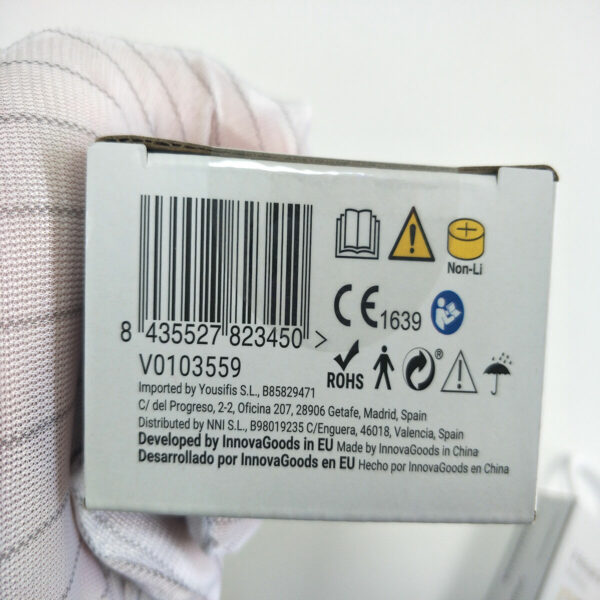 Non-Li
CE 1639
8 435527 823450 >
V0103559
ROHS
Imported by Yousifis S.L., B85829471
C/ del Progreso, 2-2, Oficina 207, 28906 Getafe, Madrid, Spain
Distributed by NNI S.L., B98019235 C/Enguera, 46018, Valencia, Spain
Developed by InnovaGoods in EU Made by InnovaGoods in China
Desarrollado por InnovaGoods en EU Hecho por InnovaGoods en China